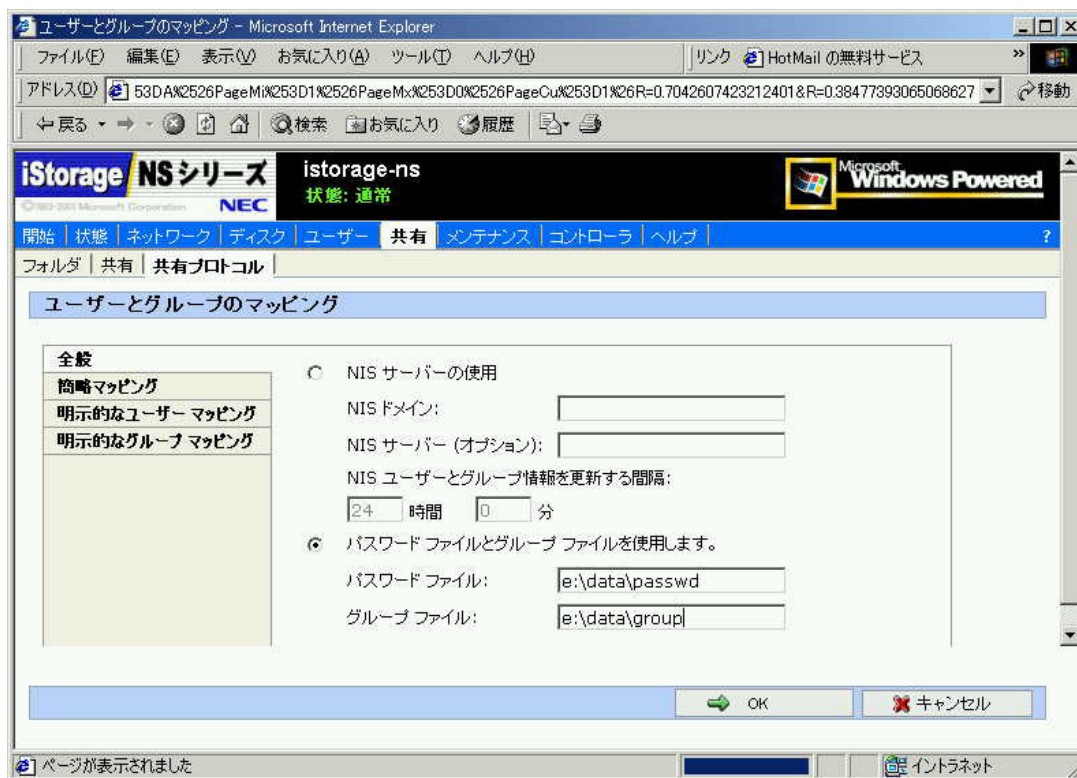 ユーザーとグループのマッピング - Microsoft Internet Explorer
ファイル(F) 編集(E) 表示(V) お気に入り(A) ツール(T) ヘルプ(H) リンク HotMail の無料サービス »
アドレス(D) 53DA%2526PageMi%253D1%2526PageMx%253D0%2526PageCu%253D1%26R=0.7042607423212401&R=0.38477393065068627 移動
戻る 検索 お気に入り 履歴
iStorage NSシリーズ istorage-ns Microsoft Windows Powered
状態: 通常
NEC
開始 | 状態 | ネットワーク | ディスク | ユーザー | 共有 | メンテナンス | コントローラ | ヘルプ | ?
フォルダ | 共有 | 共有プロトコル |
ユーザーとグループのマッピング
全般
簡略マッピング
明示的なユーザー マッピング
明示的なグループ マッピング
NIS サーバーの使用
NIS ドメイン:
NIS サーバー (オプション):
NIS ユーザーとグループ情報を更新する間隔:
24 時間 0 分
パスワード ファイルとグループ ファイルを使用します。
パスワード ファイル: e:\data\passwd
グループ ファイル: e:\data\group
OK キャンセル
ページが表示されました イントラネット